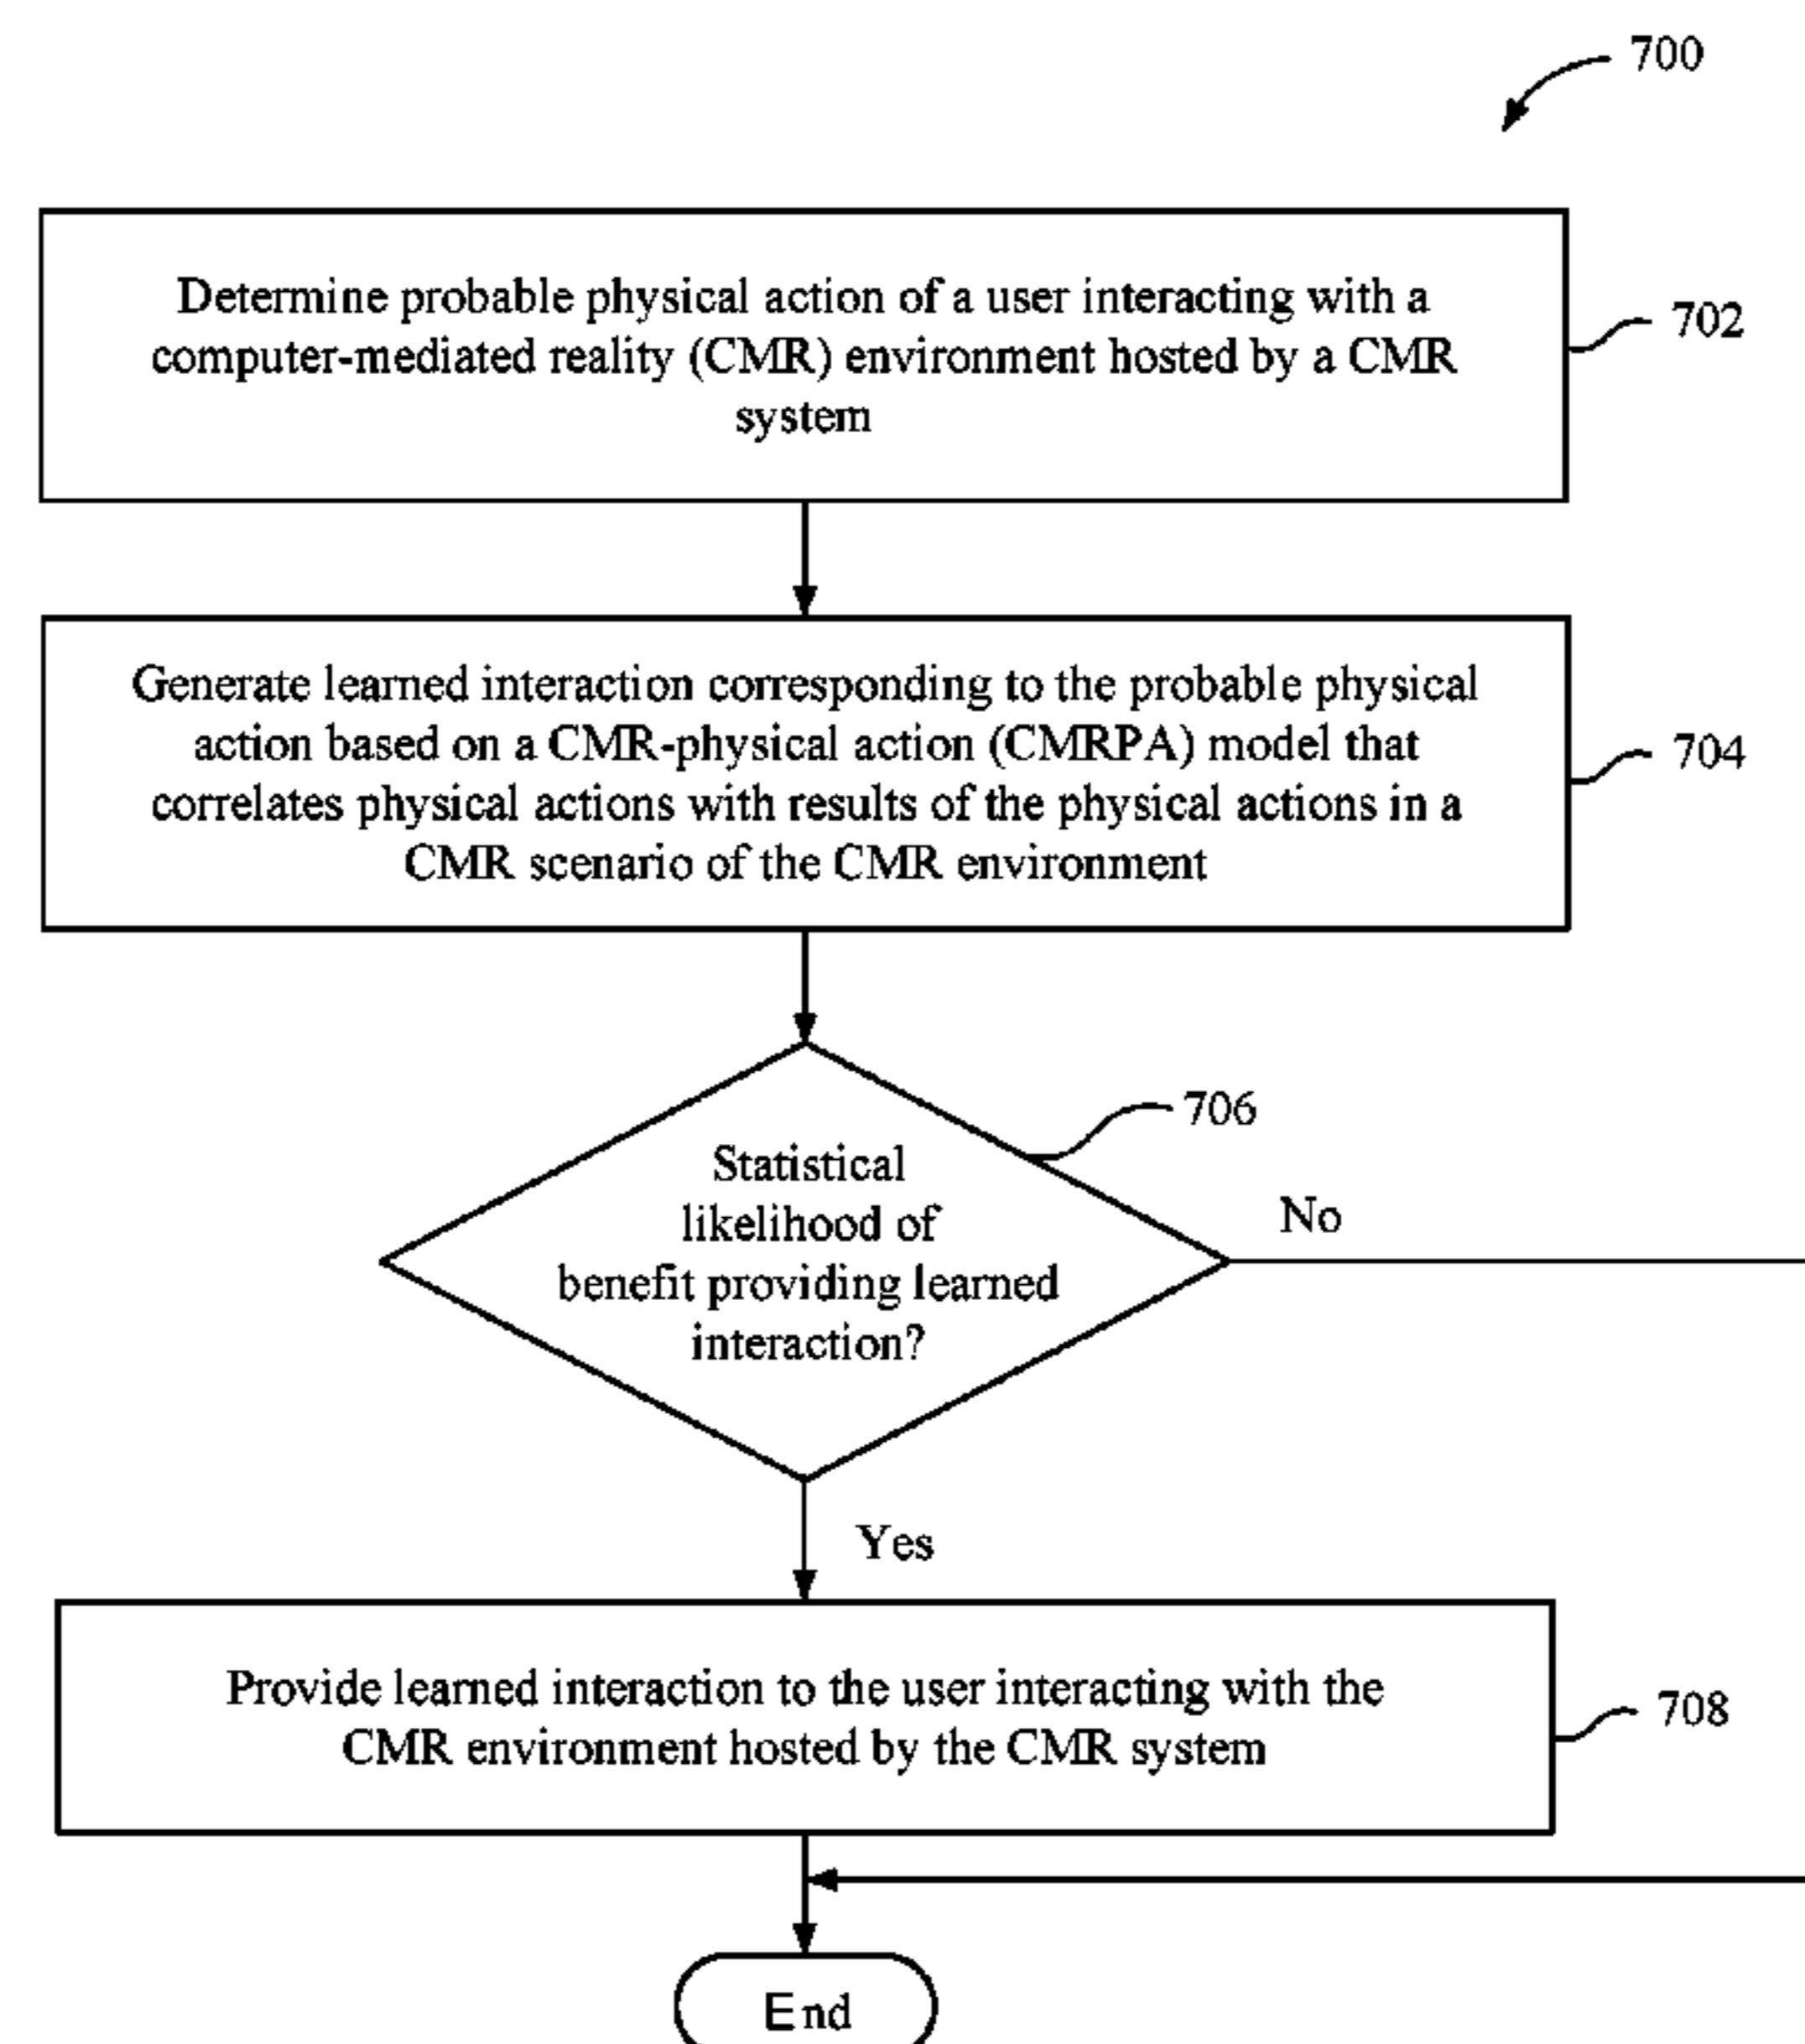 700
Determine probable physical action of a user interacting with a
computer-mediated reality (CMR) environment hosted by a CMR
system
702
Generate learned interaction corresponding to the probable physical
action based on a CMR-physical action (CMRPA) model that
correlates physical actions with results of the physical actions in a
CMR scenario of the CMR environment
704
706
Statistical
likelihood of
benefit providing learned
interaction?
No
Yes
Provide learned interaction to the user interacting with the
CMR environment hosted by the CMR system
708
End